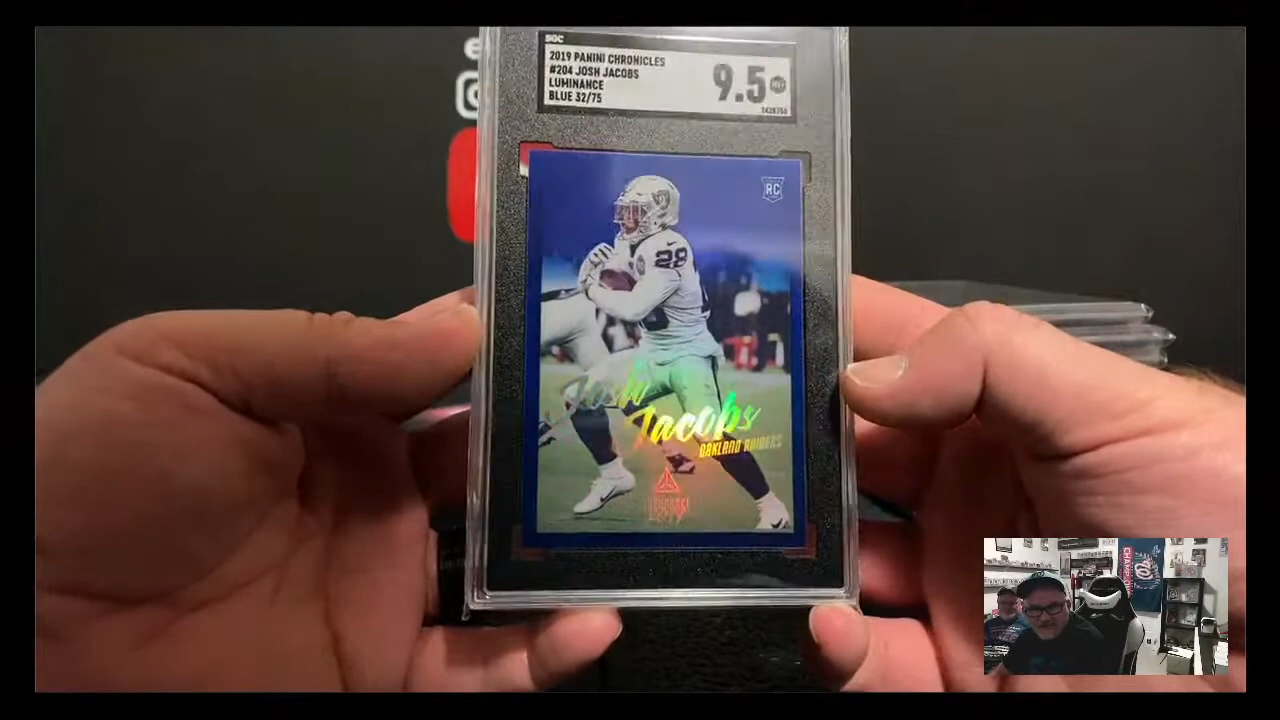 SGC
2019 PANINI CHRONICLES
#204 JOSH JACOBS
LUMINANCE
BLUE 32/75
9.5
RC
28
Josh
Jacobs
OAKLAND RAIDERS